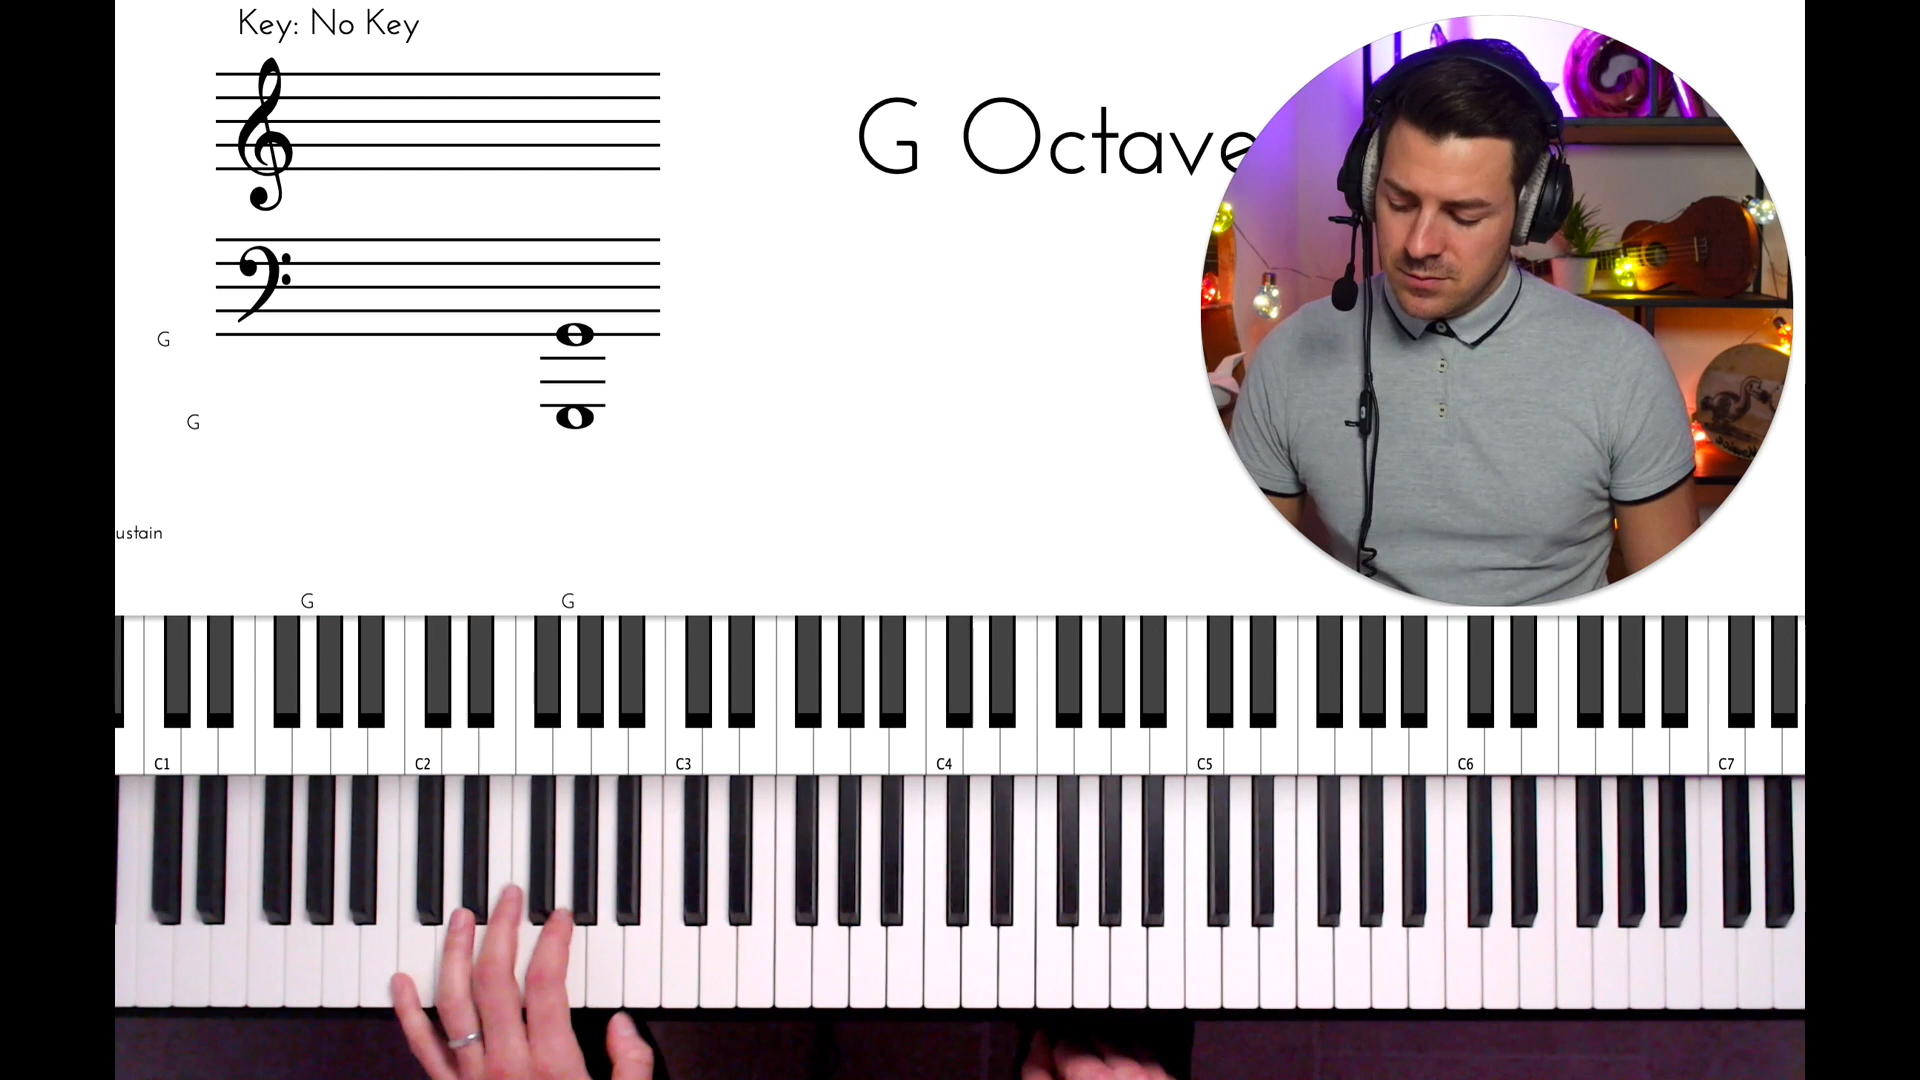 Key: No Key
G Octave
G
G
ustain
G G
C1 C2 C3 C4 C5 C6 C7